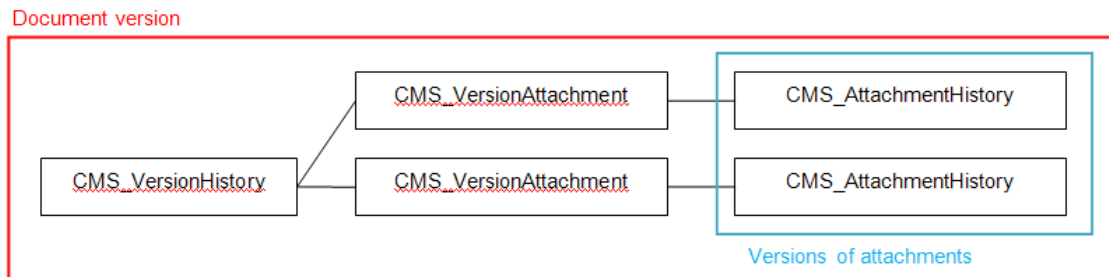 Document version
CMS_VersionAttachment
CMS_AttachmentHistory
CMS_VersionHistory
CMS_VersionAttachment
CMS_AttachmentHistory
Versions of attachments